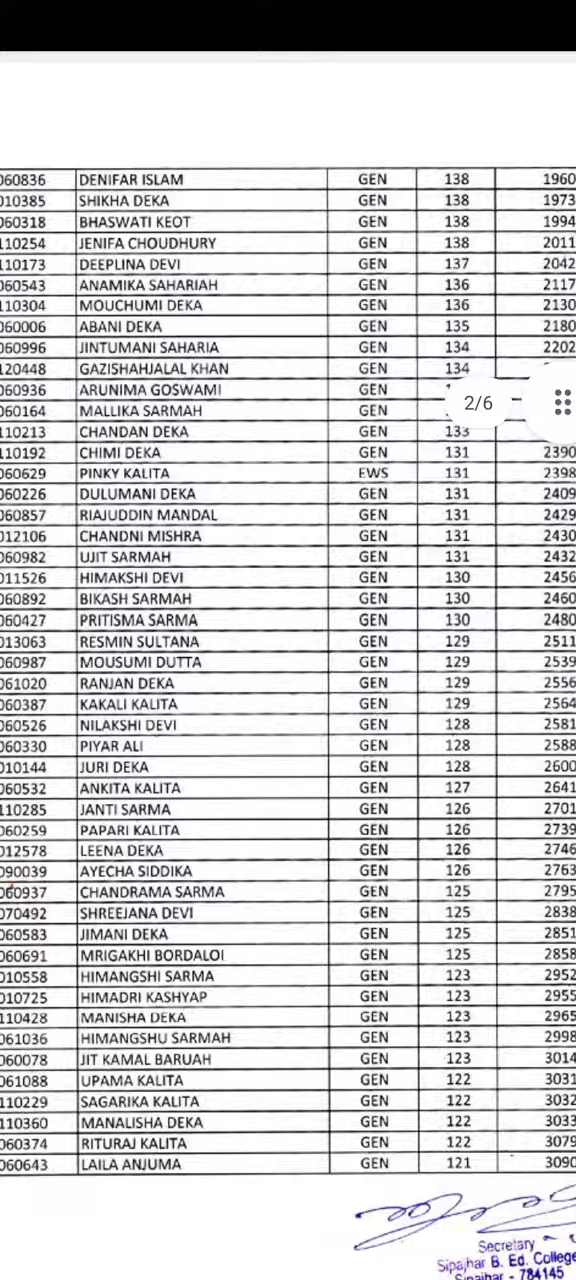 060836 DENIFAR ISLAM GEN 138 1960
010385 SHIKHA DEKA GEN 138 1973
060318 BHASWATI KEOT GEN 138 1994
110254 JENIFA CHOUDHURY GEN 138 2011
110173 DEEPLINA DEVI GEN 137 2042
060543 ANAMIKA SAHARIAH GEN 136 2117
110304 MOUCHUMI DEKA GEN 136 2130
060006 ABANI DEKA GEN 135 2180
060996 JINTUMANI SAHARIA GEN 134 2202
120448 GAZISHAHJALAL KHAN GEN 134
060936 ARUNIMA GOSWAMI GEN
2/6
060164 MALLIKA SARMAH GEN
110213 CHANDAN DEKA GEN 133
110192 CHIMI DEKA GEN 131 2390
060629 PINKY KALITA EWS 131 2398
060226 DULUMANI DEKA GEN 131 2409
060857 RIAJUDDIN MANDAL GEN 131 2429
012106 CHANDNI MISHRA GEN 131 2430
060982 UJIT SARMAH GEN 131 2432
011526 HIMAKSHI DEVI GEN 130 2456
060892 BIKASH SARMAH GEN 130 2460
060427 PRITISMA SARMA GEN 130 2480
013063 RESMIN SULTANA GEN 129 2511
060987 MOUSUMI DUTTA GEN 129 2539
061020 RANJAN DEKA GEN 129 2556
060387 KAKALI KALITA GEN 129 2564
060526 NILAKSHI DEVI GEN 128 2581
060330 PIYAR ALI GEN 128 2588
010144 JURI DEKA GEN 128 2600
060532 ANKITA KALITA GEN 127 2641
110285 JANTI SARMA GEN 126 2701
060259 PAPARI KALITA GEN 126 2739
012578 LEENA DEKA GEN 126 2746
090039 AYECHA SIDDIKA GEN 126 2763
060937 CHANDRAMA SARMA GEN 125 2795
070492 SHREEJANA DEVI GEN 125 2838
060583 JIMANI DEKA GEN 125 2851
060691 MRIGAKHI BORDALOI GEN 125 2858
010558 HIMANGSHI SARMA GEN 123 2952
010725 HIMADRI KASHYAP GEN 123 2955
110428 MANISHA DEKA GEN 123 2965
061036 HIMANGSHU SARMAH GEN 123 2998
060078 JIT KAMAL BARUAH GEN 123 3014
061088 UPAMA KALITA GEN 122 3031
110229 SAGARIKA KALITA GEN 122 3032
110360 MANALISHA DEKA GEN 122 3033
060374 RITURAJ KALITA GEN 122 3079
060643 LAILA ANJUMA GEN 121 3090
Secretary
Sipajhar B. Ed. College
Sipajhar - 784145